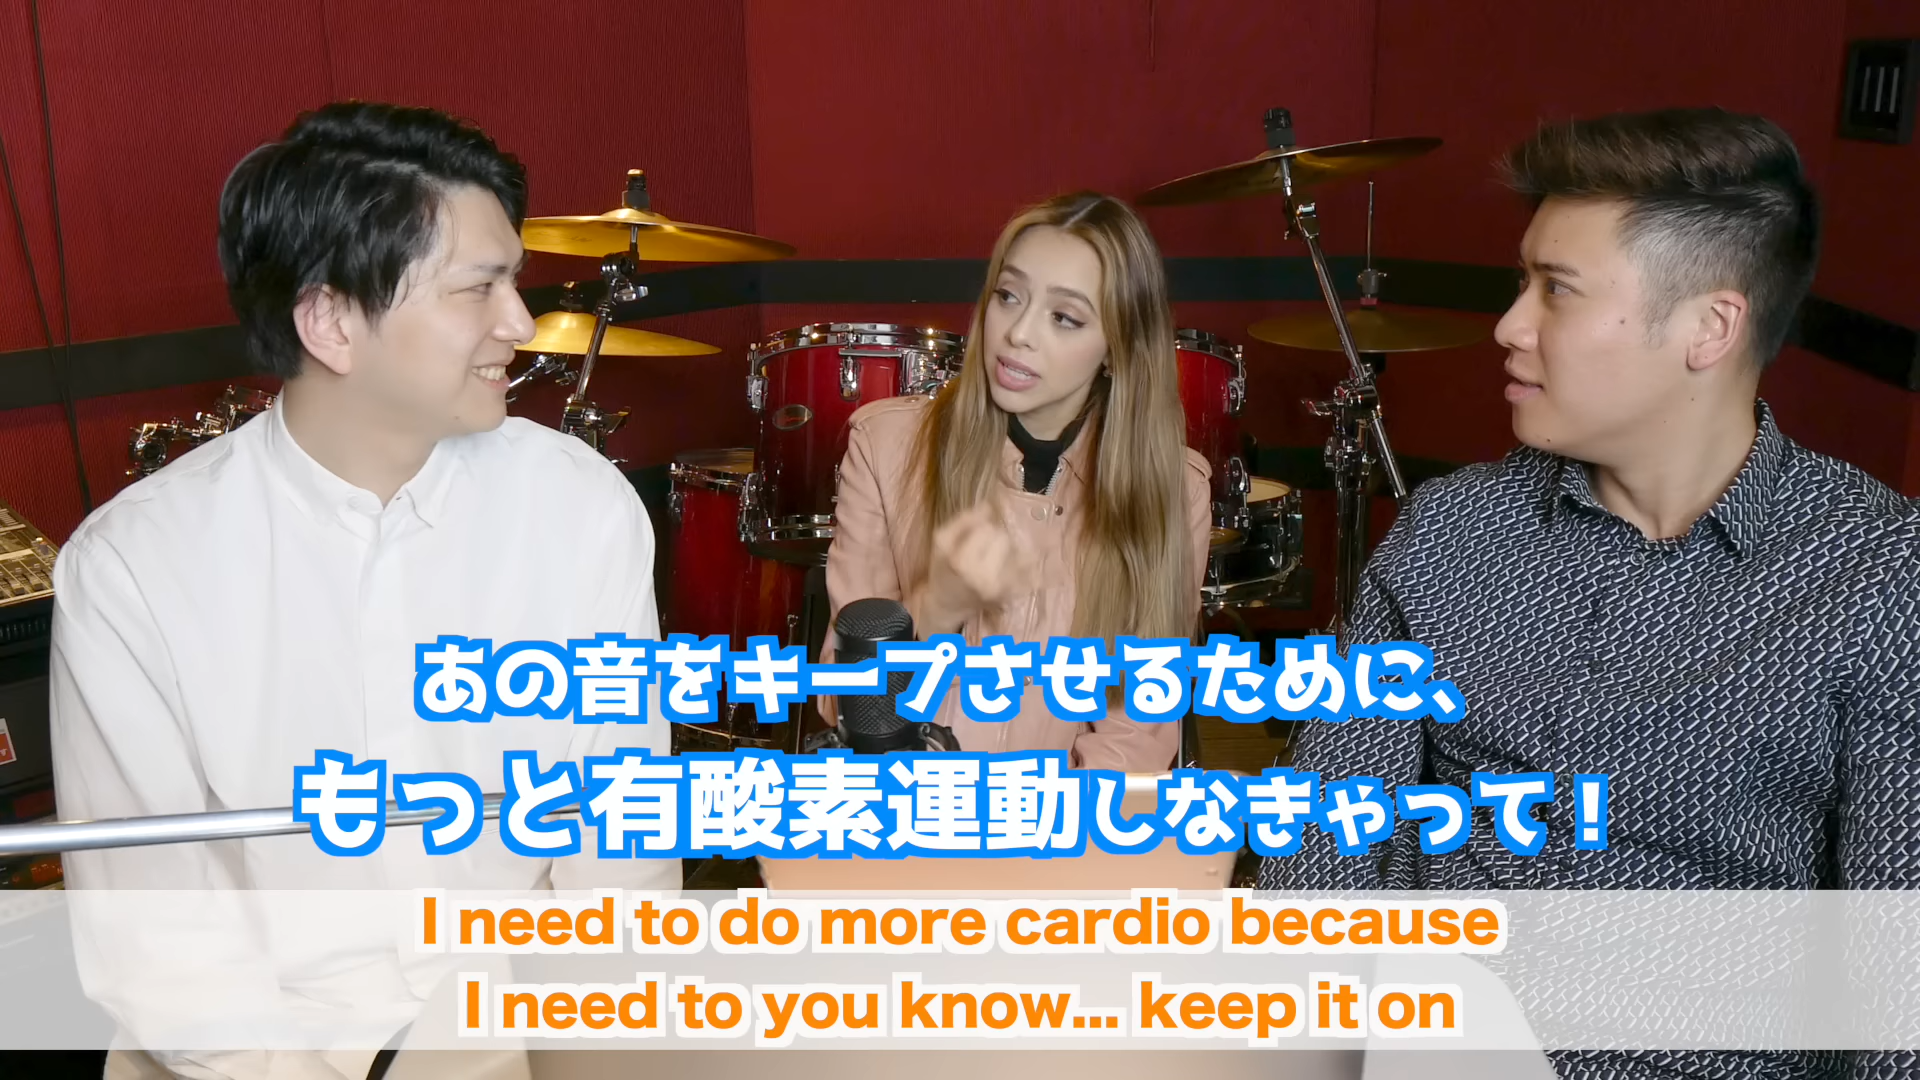 あの音をキープさせるために、
もっと有酸素運動しなきゃって！
I need to do more cardio because
I need to you know... keep it on